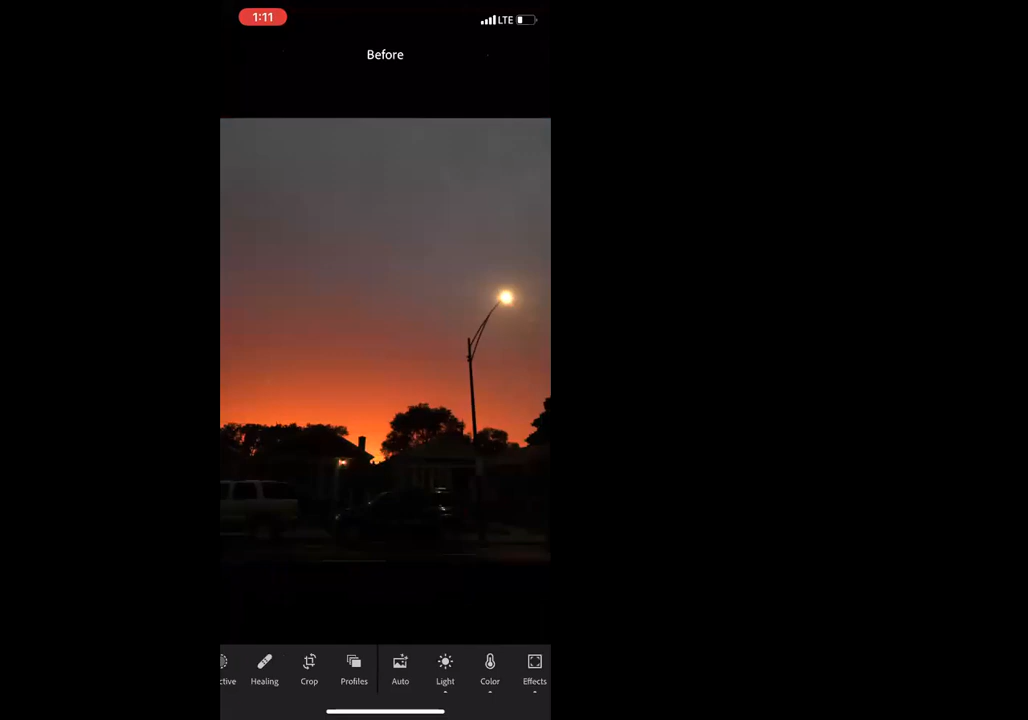 1:11
LTE
Before
ctive
Healing
Crop
Profiles
Auto
Light
Color
Effects